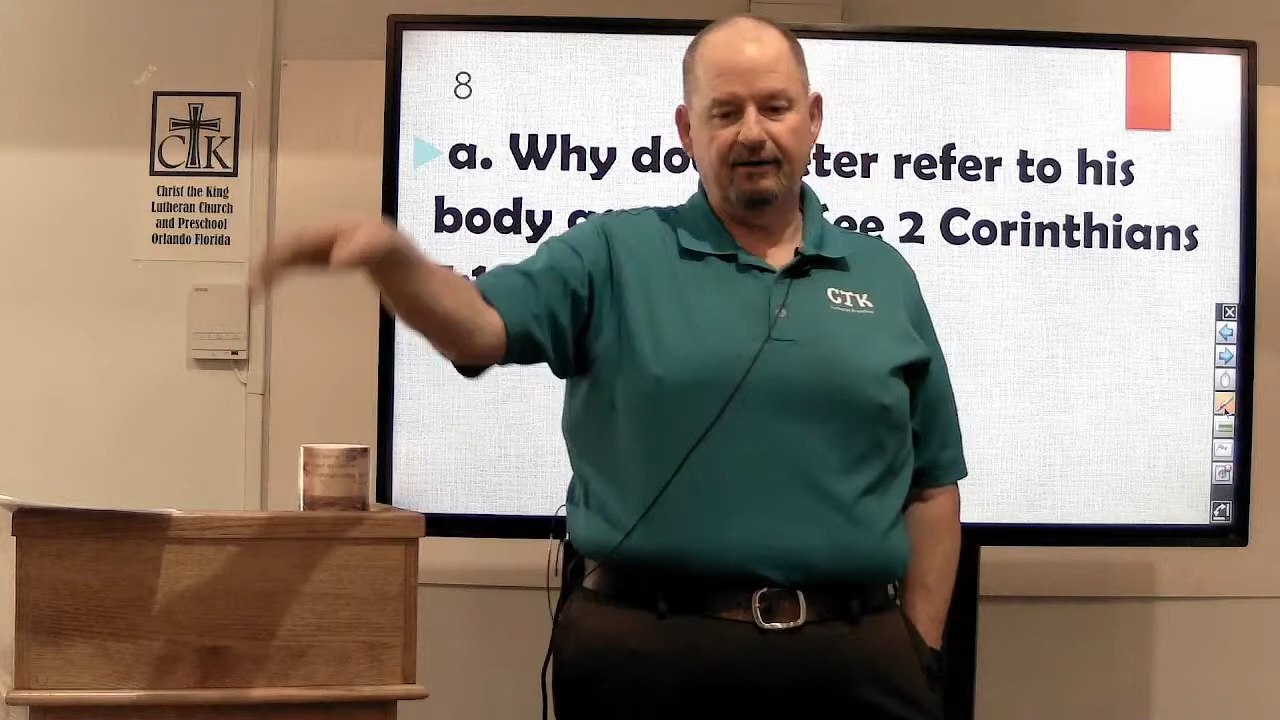 CTK
Christ the King
Lutheran Church
and Preschool
Orlando Florida
8
a. Why do ter refer to his
body See 2 Corinthians
CTK